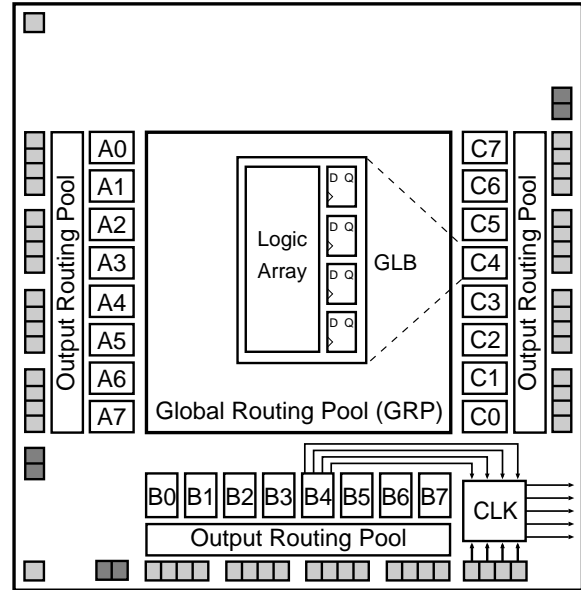 A0
A1
A2
A3
A4
A5
A6
A7
Output Routing Pool
Logic
Array
D Q
D Q
D Q
D Q
GLB
Global Routing Pool (GRP)
C7
C6
C5
C4
C3
C2
C1
C0
Output Routing Pool
B0 B1 B2 B3 B4 B5 B6 B7
Output Routing Pool
CLK